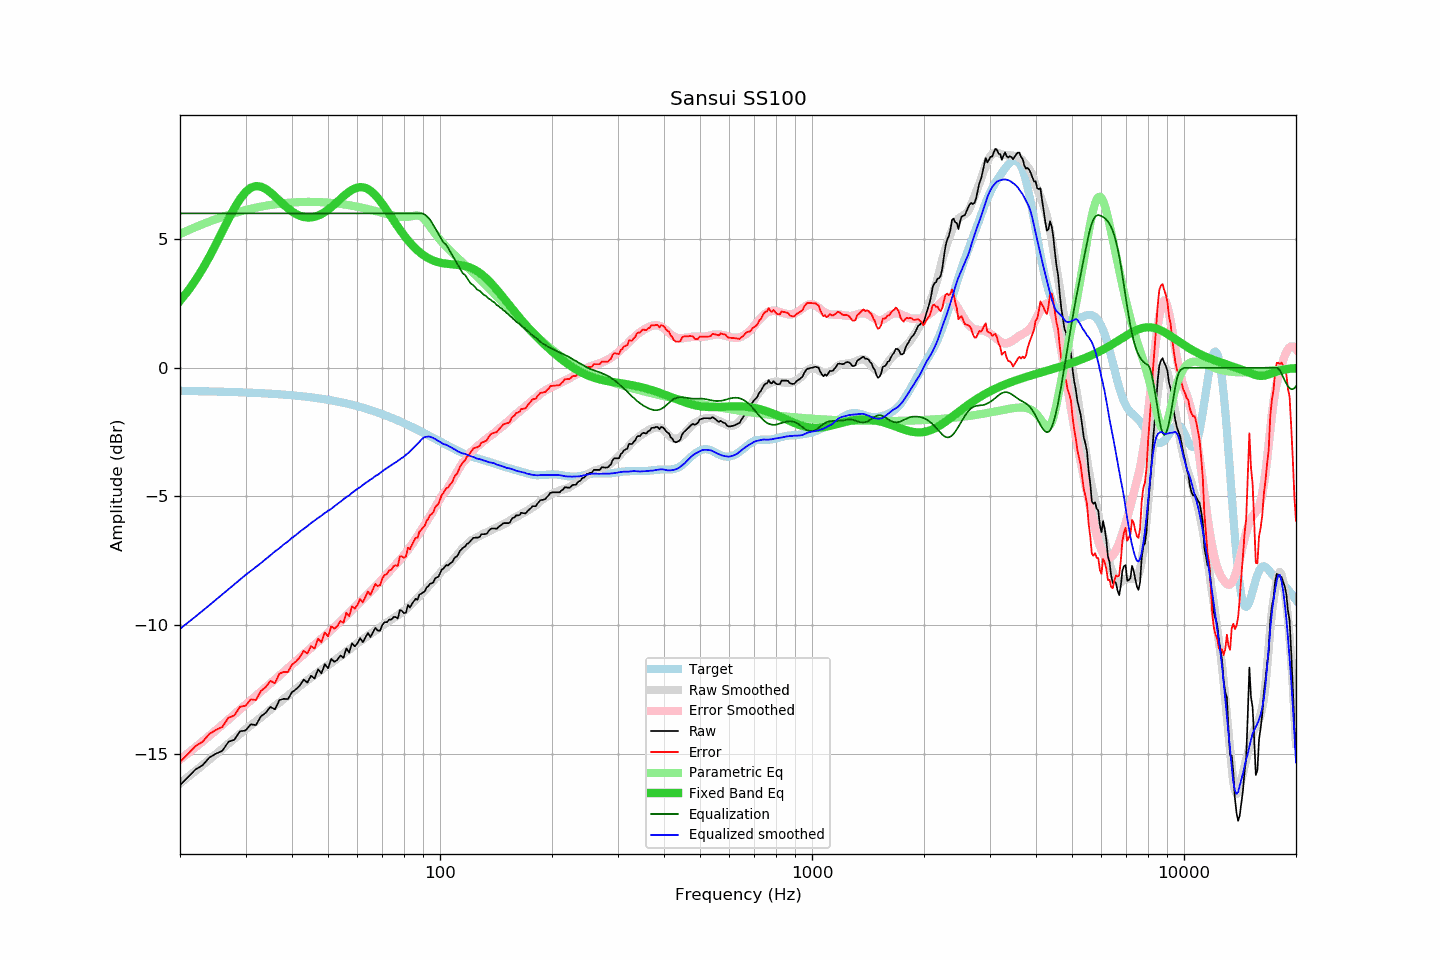 Sansui SS100
Amplitude (dBr)
5
0
−5
−10
−15
Target
Raw Smoothed
Error Smoothed
Raw
Error
Parametric Eq
Fixed Band Eq
Equalization
Equalized smoothed
100
1000
10000
Frequency (Hz)